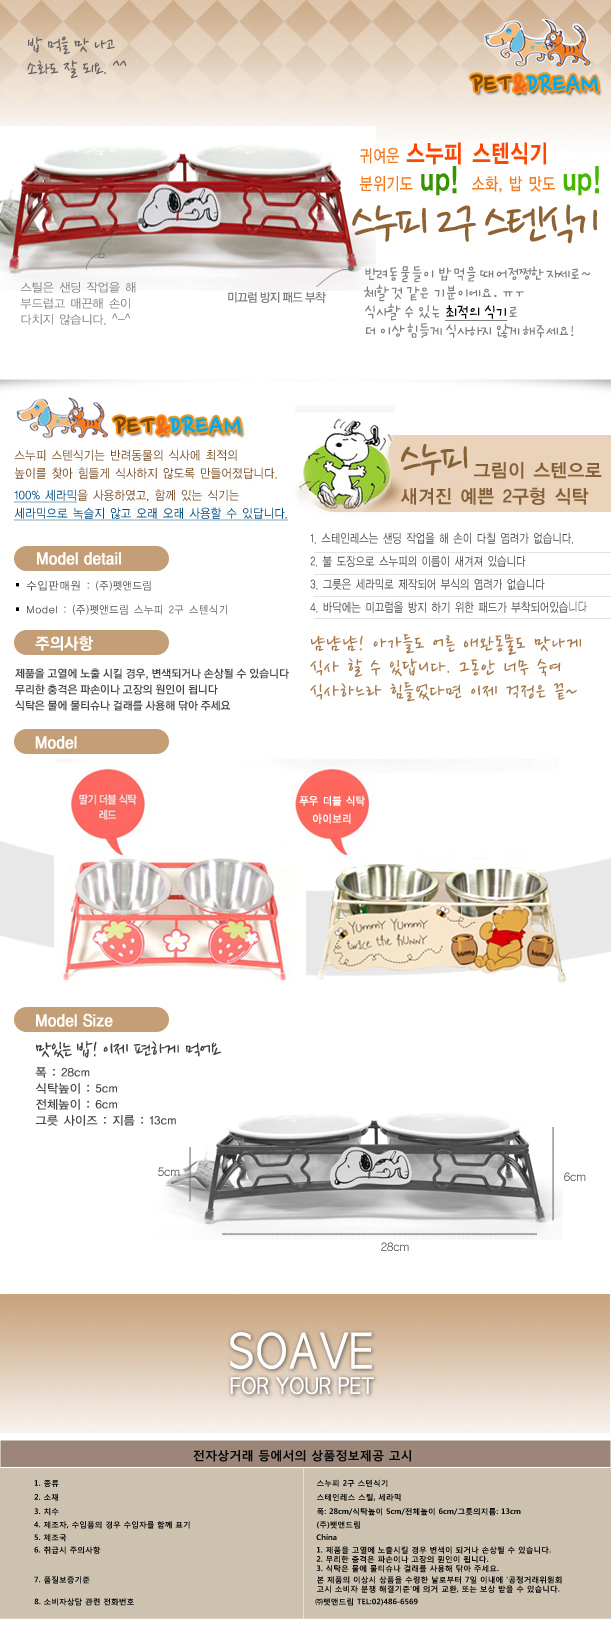 밥 먹을 맛 나고
소화도 잘 되요. ^^
PET&DREAM
귀여운 스누피 스텐식기
분위기도 up! 소화, 밥 맛도 up!
스누피 2구 스텐식기
스틸은 샌딩 작업을 해
부드럽고 매끈해 손이
다치지 않습니다. ^-^
미끄럼 방지 패드 부착
반려동물들이 밥 먹을 때 어정쩡한 자세로~
체할 것 같은 기분이에요. ㅠㅜ
식사할 수 있는 최적의 식기로
더 이상 힘들게 식사하지 않게 해주세요!
PET&DREAM
스누피 스텐식기는 반려동물의 식사에 최적의
높이를 찾아 힘들게 식사하지 않도록 만들어졌답니다.
100% 세라믹을 사용하였고, 함께 있는 식기는
세라믹으로 녹슬지 않고 오래 오래 사용할 수 있답니다.
Model detail
수입판매원 : (주)펫앤드림
Model : (주)펫앤드림 스누피 2구 스텐식기
주의사항
제품을 고열에 노출 시킬 경우, 변색되거나 손상될 수 있습니다
무리한 충격은 파손이나 고장의 원인이 됩니다
식탁은 물에 물티슈나 걸레를 사용해 닦아 주세요
스누피 그림이 스텐으로
새겨진 예쁜 2구형 식탁
1. 스테인레스는 샌딩 작업을 해 손이 다칠 염려가 없습니다.
2. 불 도장으로 스누피의 이름이 새겨져 있습니다
3. 그릇은 세라믹로 제작되어 부식의 염려가 없습니다
4. 바닥에는 미끄럼을 방지 하기 위한 패드가 부착되어있습니다
냠냠냠! 아가들도 어른 애완동물도 맛나게
식사 할 수 있답니다. 그동안 너무 숙여
식사하느라 힘들었다면 이제 걱정은 끝~
Model
딸기 더블 식탁
레드
푸우 더블 식탁
아이보리
Yummy Yummy
twice the hunny
hunny
hunny
Model Size
맛있는 밥! 이제 편하게 먹어요
폭 : 28cm
식탁높이 : 5cm
전체높이 : 6cm
그릇 사이즈 : 지름 : 13cm
5cm
6cm
28cm
SOAVE
FOR YOUR PET
전자상거래 등에서의 상품정보제공 고시
1. 종류
스누피 2구 스텐식기
2. 소재
스테인레스 스틸, 세라믹
3. 치수
폭: 28cm/식탁높이 5cm/전체높이 6cm/그릇의지름: 13cm
4. 제조자, 수입품의 경우 수입자를 함께 표기
(주)펫앤드림
5. 제조국
China
6. 취급시 주의사항
1. 제품을 고열에 노출시킬 경우 변색이 되거나 손상될 수 있습니다.
2. 무리한 충격은 파손이나 고장의 원인이 됩니다.
3. 식탁은 물에 물티슈나 걸레를 사용해 닦아 주세요.
7. 품질보증기준
본 제품의 이상시 상품을 수령한 날로부터 7일 이내에 '공정거래위원회
고시 소비자 분쟁 해결기준'에 의거 교환, 또는 보상 받을 수 있습니다.
8. 소비자상담 관련 전화번호
㈜펫앤드림 TEL:02)486-6569